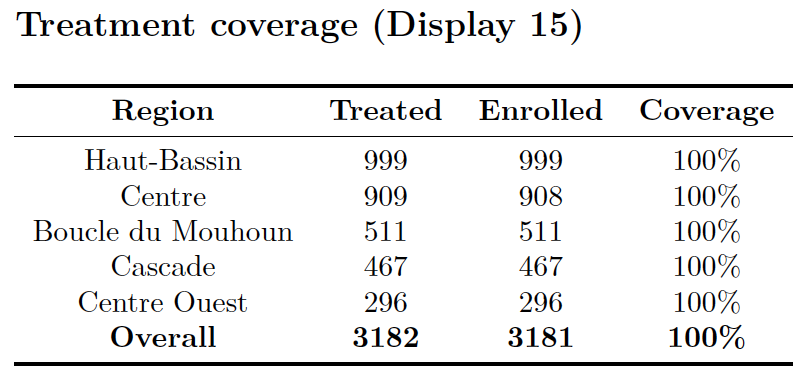 Treatment coverage (Display 15)
Region Treated Enrolled Coverage
Haut-Bassin 999 999 100%
Centre 909 908 100%
Boucle du Mouhoun 511 511 100%
Cascade 467 467 100%
Centre Ouest 296 296 100%
Overall 3182 3181 100%